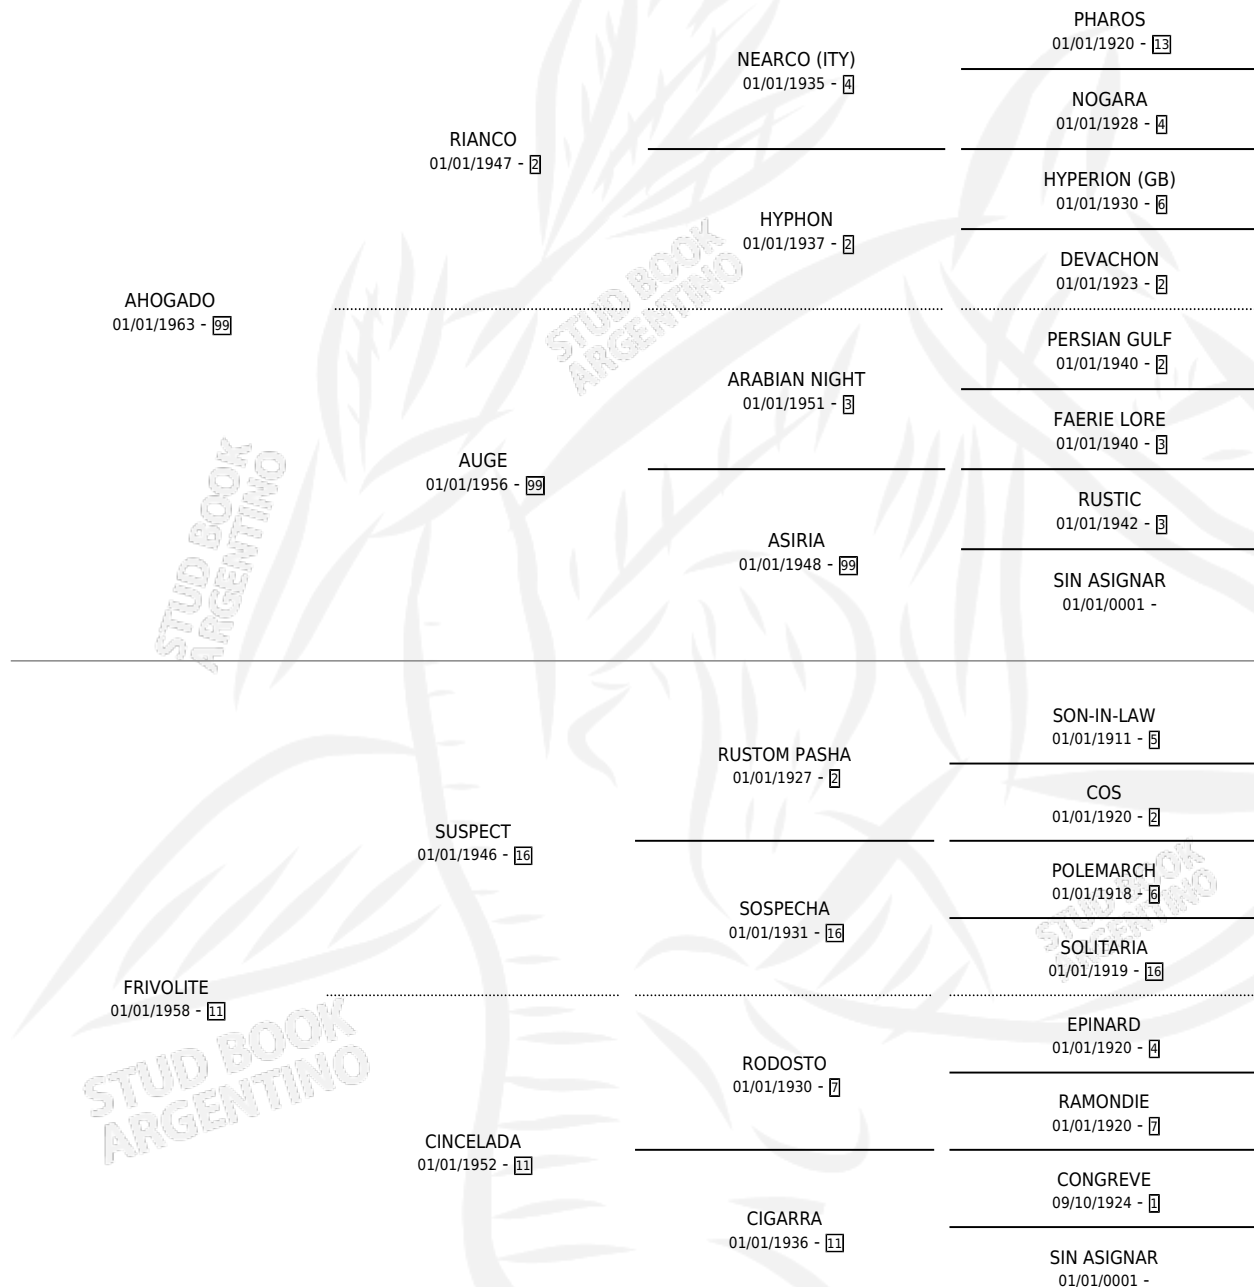 PHAROS
01/01/1920 - 13
NEARCO (ITY)
01/01/1935 - 4
NOGARA
01/01/1928 - 4
RIANCO
01/01/1947 - 2
HYPERION (GB)
01/01/1930 - 6
HYPHON
01/01/1937 - 2
DEVACHON
01/01/1923 - 2
AHOGADO
01/01/1963 - 99
PERSIAN GULF
01/01/1940 - 2
ARABIAN NIGHT
01/01/1951 - 3
FAERIE LORE
01/01/1940 - 3
AUGE
01/01/1956 - 99
RUSTIC
01/01/1942 - 3
ASIRIA
01/01/1948 - 99
SIN ASIGNAR
01/01/0001 -
STUD BOOK
ARGENTINO
STUD BOOK
ARGENTINO
SON-IN-LAW
01/01/1911 - 5
RUSTOM PASHA
01/01/1927 - 2
COS
01/01/1920 - 2
SUSPECT
01/01/1946 - 16
POLEMARCH
01/01/1918 - 6
SOSPECHA
01/01/1931 - 16
SOLITARIA
01/01/1919 - 16
STUD BOOK
ARGENTINO
FRIVOLITE
01/01/1958 - 11
EPINARD
01/01/1920 - 4
RODOSTO
01/01/1930 - 7
RAMONDIE
01/01/1920 - 7
STUD BOOK
ARGENTINO
CINCELADA
01/01/1952 - 11
CONGREVE
09/10/1924 - 1
CIGARRA
01/01/1936 - 11
SIN ASIGNAR
01/01/0001 -